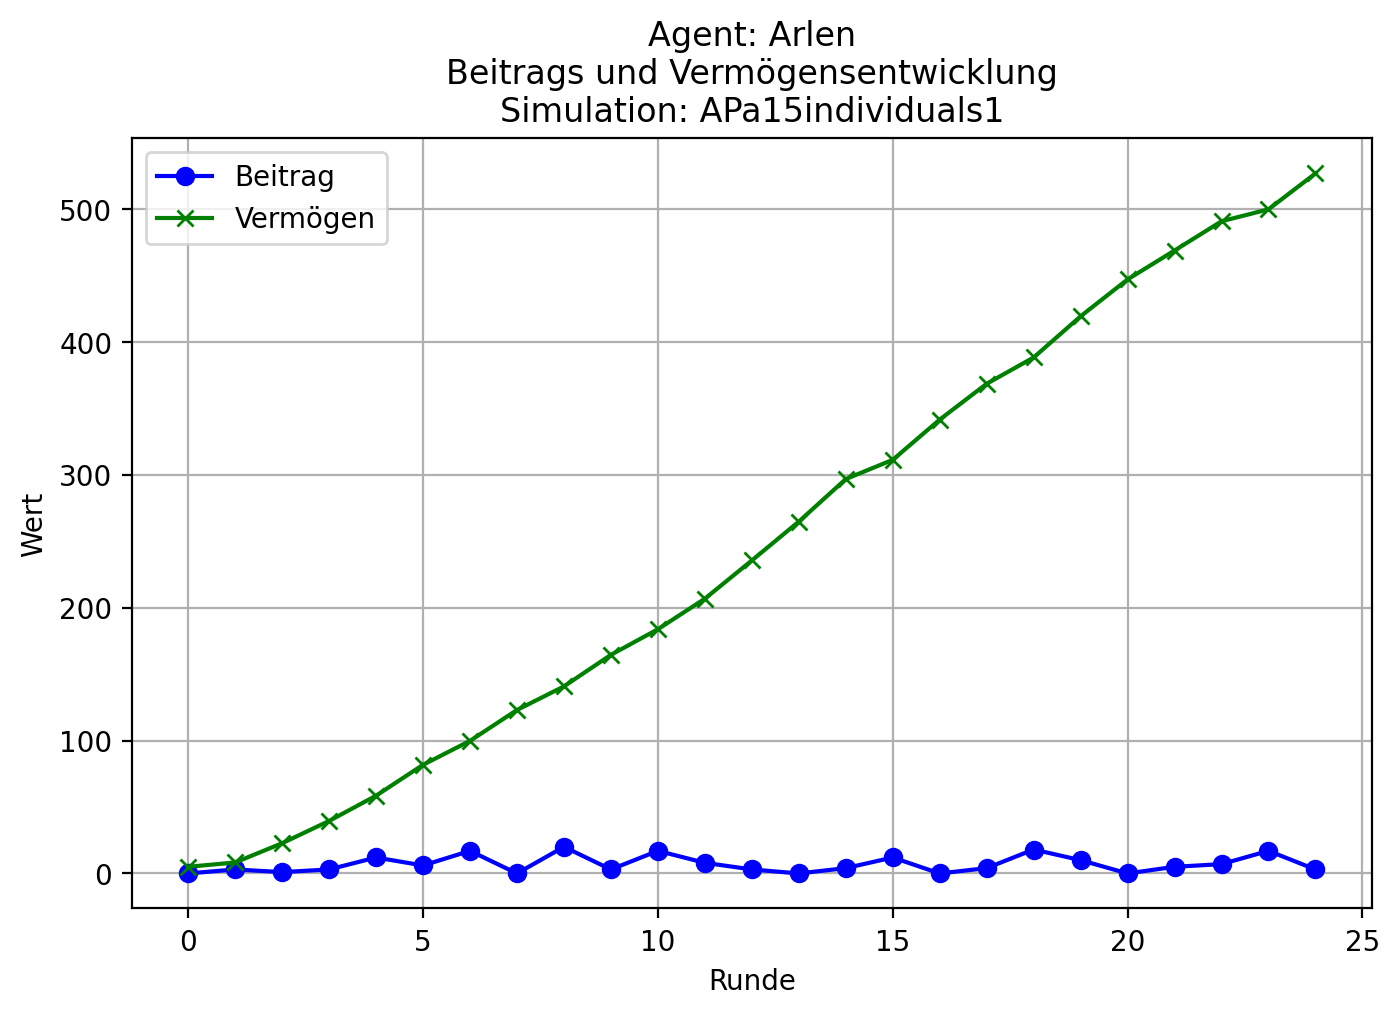 Agent: Arlen
Beitrags und Vermögensentwicklung
Simulation: APa15individuals1
Beitrag
Vermögen
500
400
300
200
100
0
Wert
0 5 10 15 20 25
Runde